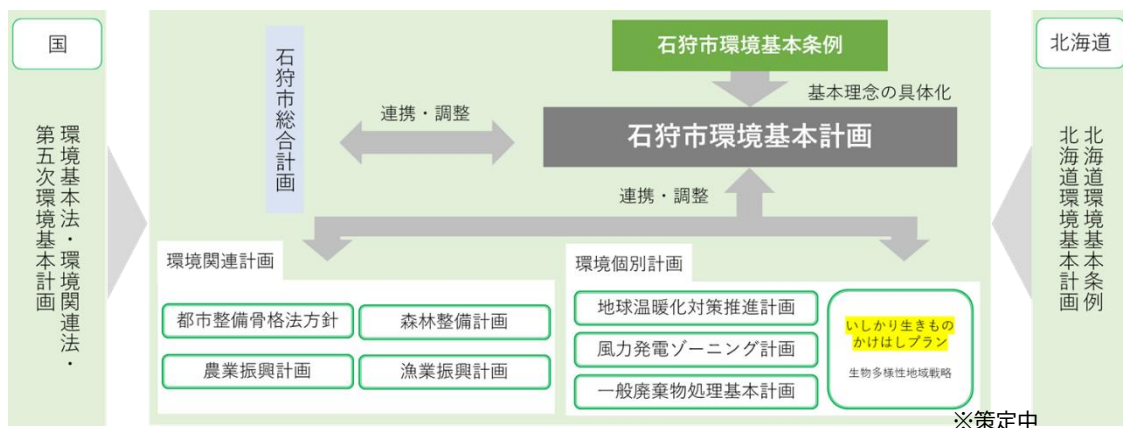 国
環境基本法・環境関連法・
第五次環境基本計画
石狩市総合計画
連携・調整
石狩市環境基本条例
基本理念の具体化
石狩市環境基本計画
連携・調整
環境関連計画
都市整備骨格法方針
森林整備計画
農業振興計画
漁業振興計画
環境個別計画
地球温暖化対策推進計画
風力発電ゾーニング計画
一般廃棄物処理基本計画
いしかり生きもの
かけはしプラン
生物多様性地域戦略
※策定中
北海道
北海道環境基本条例
北海道環境基本計画